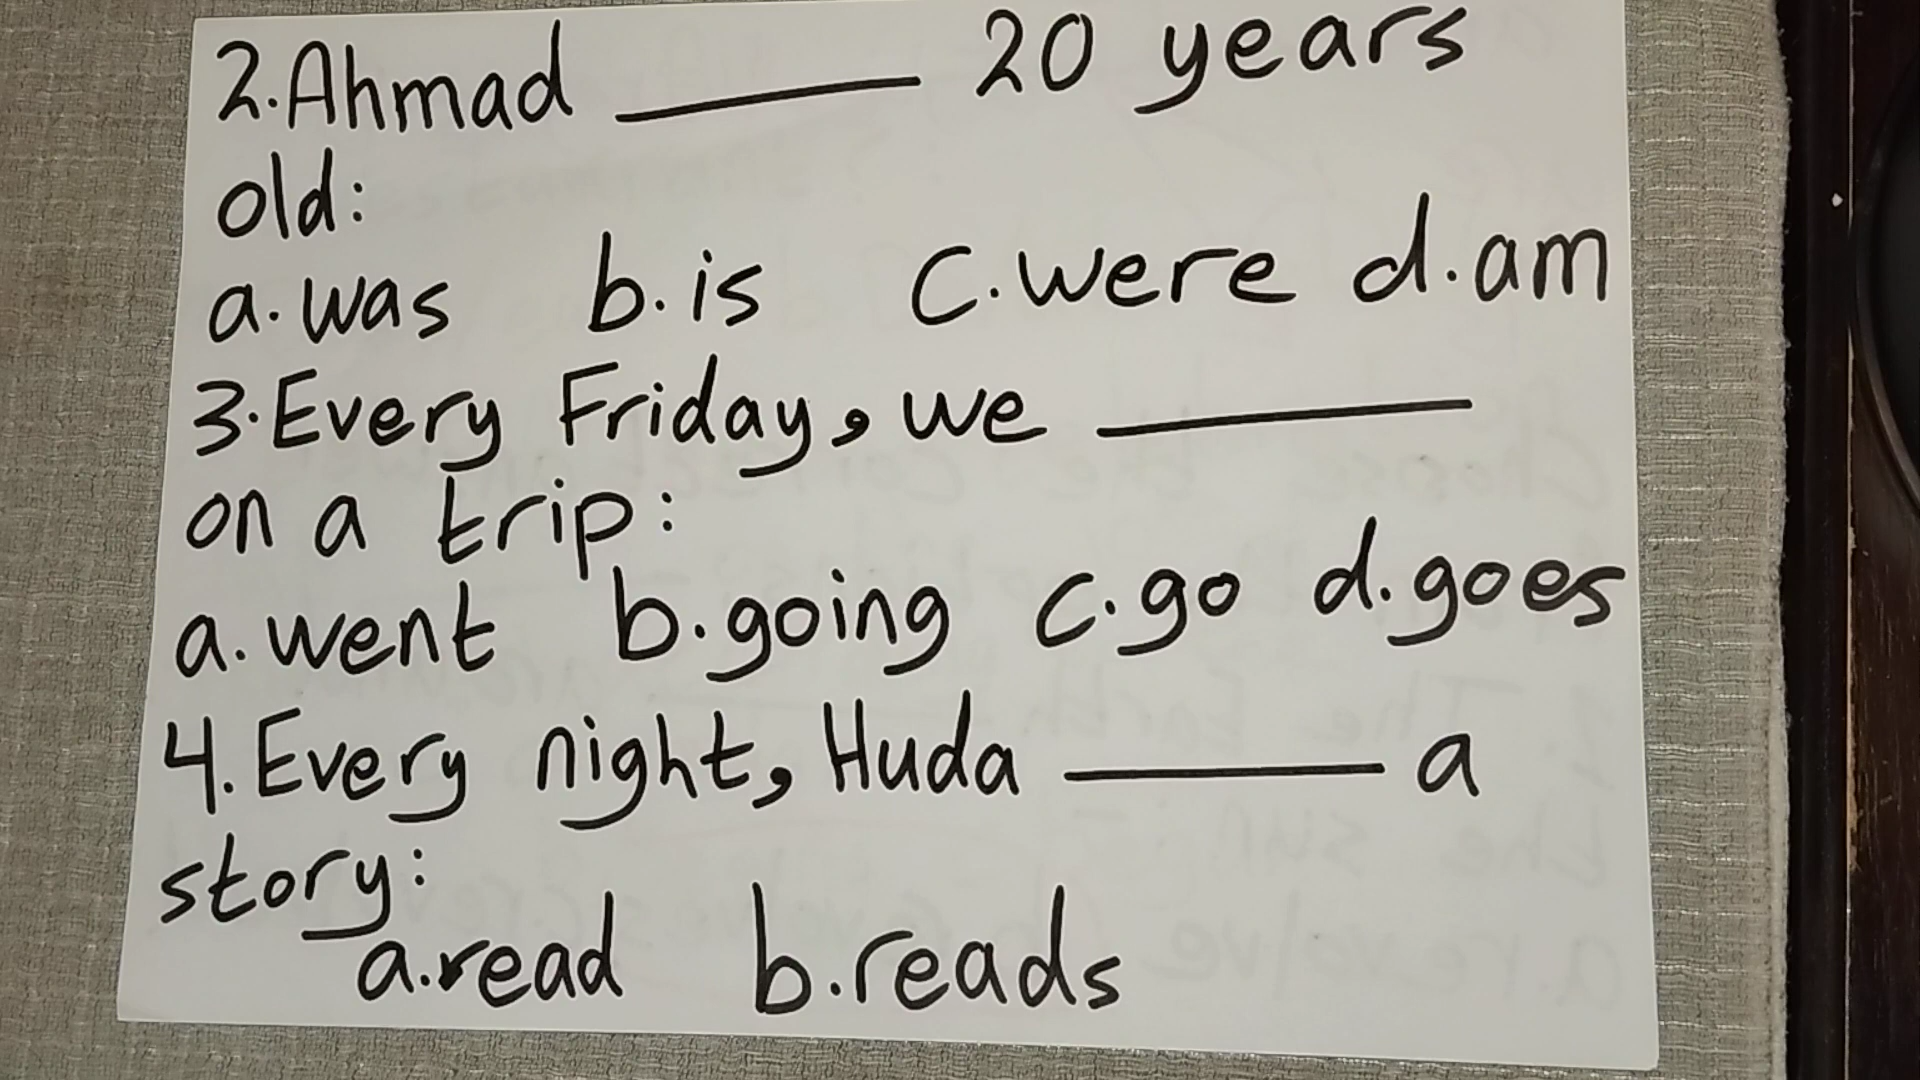 2.Ahmad ______ 20 years
old:
a.was b.is c.were d.am
3.Every Friday, we ______
on a trip:
a.went b.going c.go d.goes
4.Every night, Huda ______ a
story:
a.read b.reads